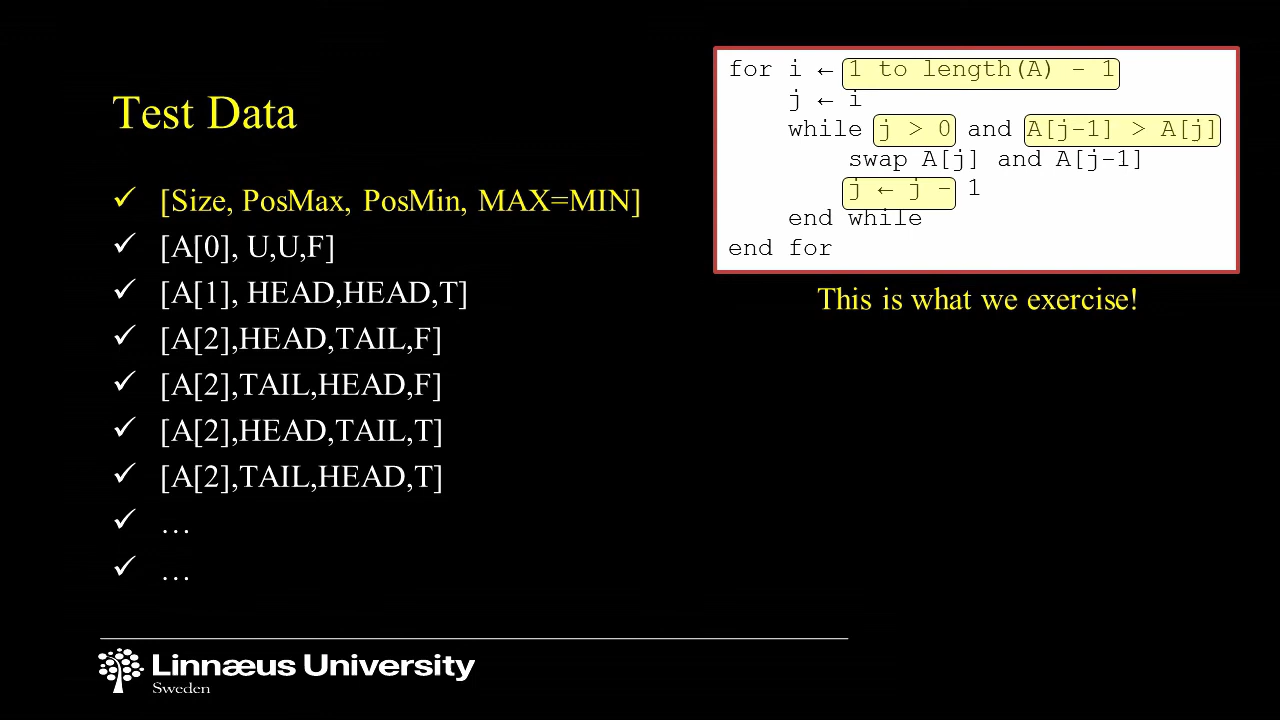 Test Data
[Size, PosMax, PosMin, MAX=MIN]
[A[0], U,U,F]
[A[1], HEAD,HEAD,T]
[A[2],HEAD,TAIL,F]
[A[2],TAIL,HEAD,F]
[A[2],HEAD,TAIL,T]
[A[2],TAIL,HEAD,T]
…
…
for i ← 1 to length(A) - 1
j ← i
while j > 0 and A[j-1] > A[j]
swap A[j] and A[j-1]
j ← j - 1
end while
end for
This is what we exercise!
Linnæus University
Sweden